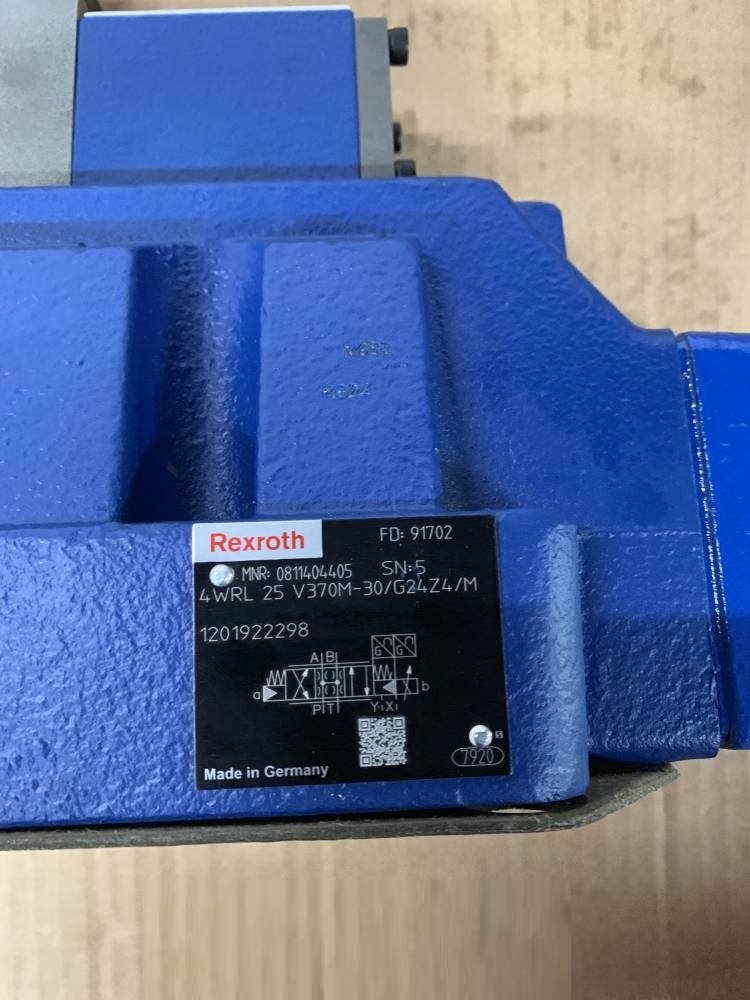 Rexroth
FD: 91702
MNR: 0811404405 SN:5
4WRL 25 V370M-30/G24Z4/M
1201922298
G G
A B
a b
P T Y X
S
Made in Germany
7920